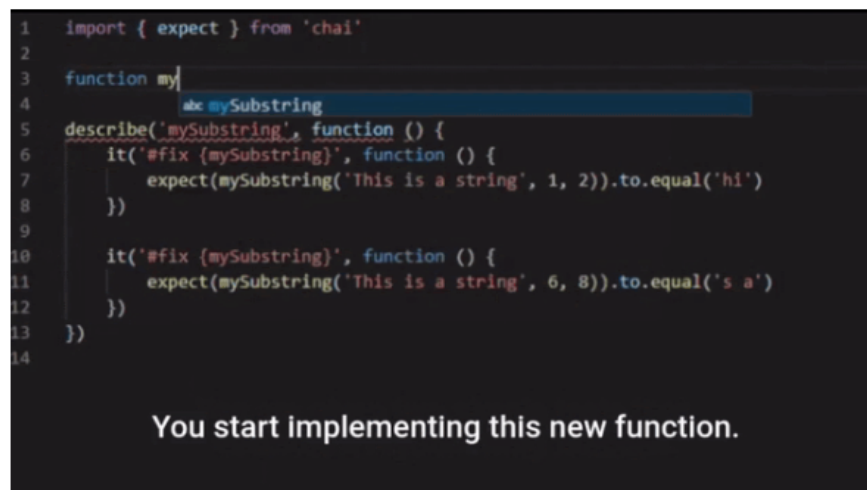 1 import { expect } from 'chai'
2
3 function my
4 abc mySubstring
5 describe('mySubstring', function () {
6 it('#fix {mySubstring}', function () {
7 expect(mySubstring('This is a string', 1, 2)).to.equal('hi')
8 })
9
10 it('#fix {mySubstring}', function () {
11 expect(mySubstring('This is a string', 6, 8)).to.equal('s a')
12 })
13 })
14
You start implementing this new function.